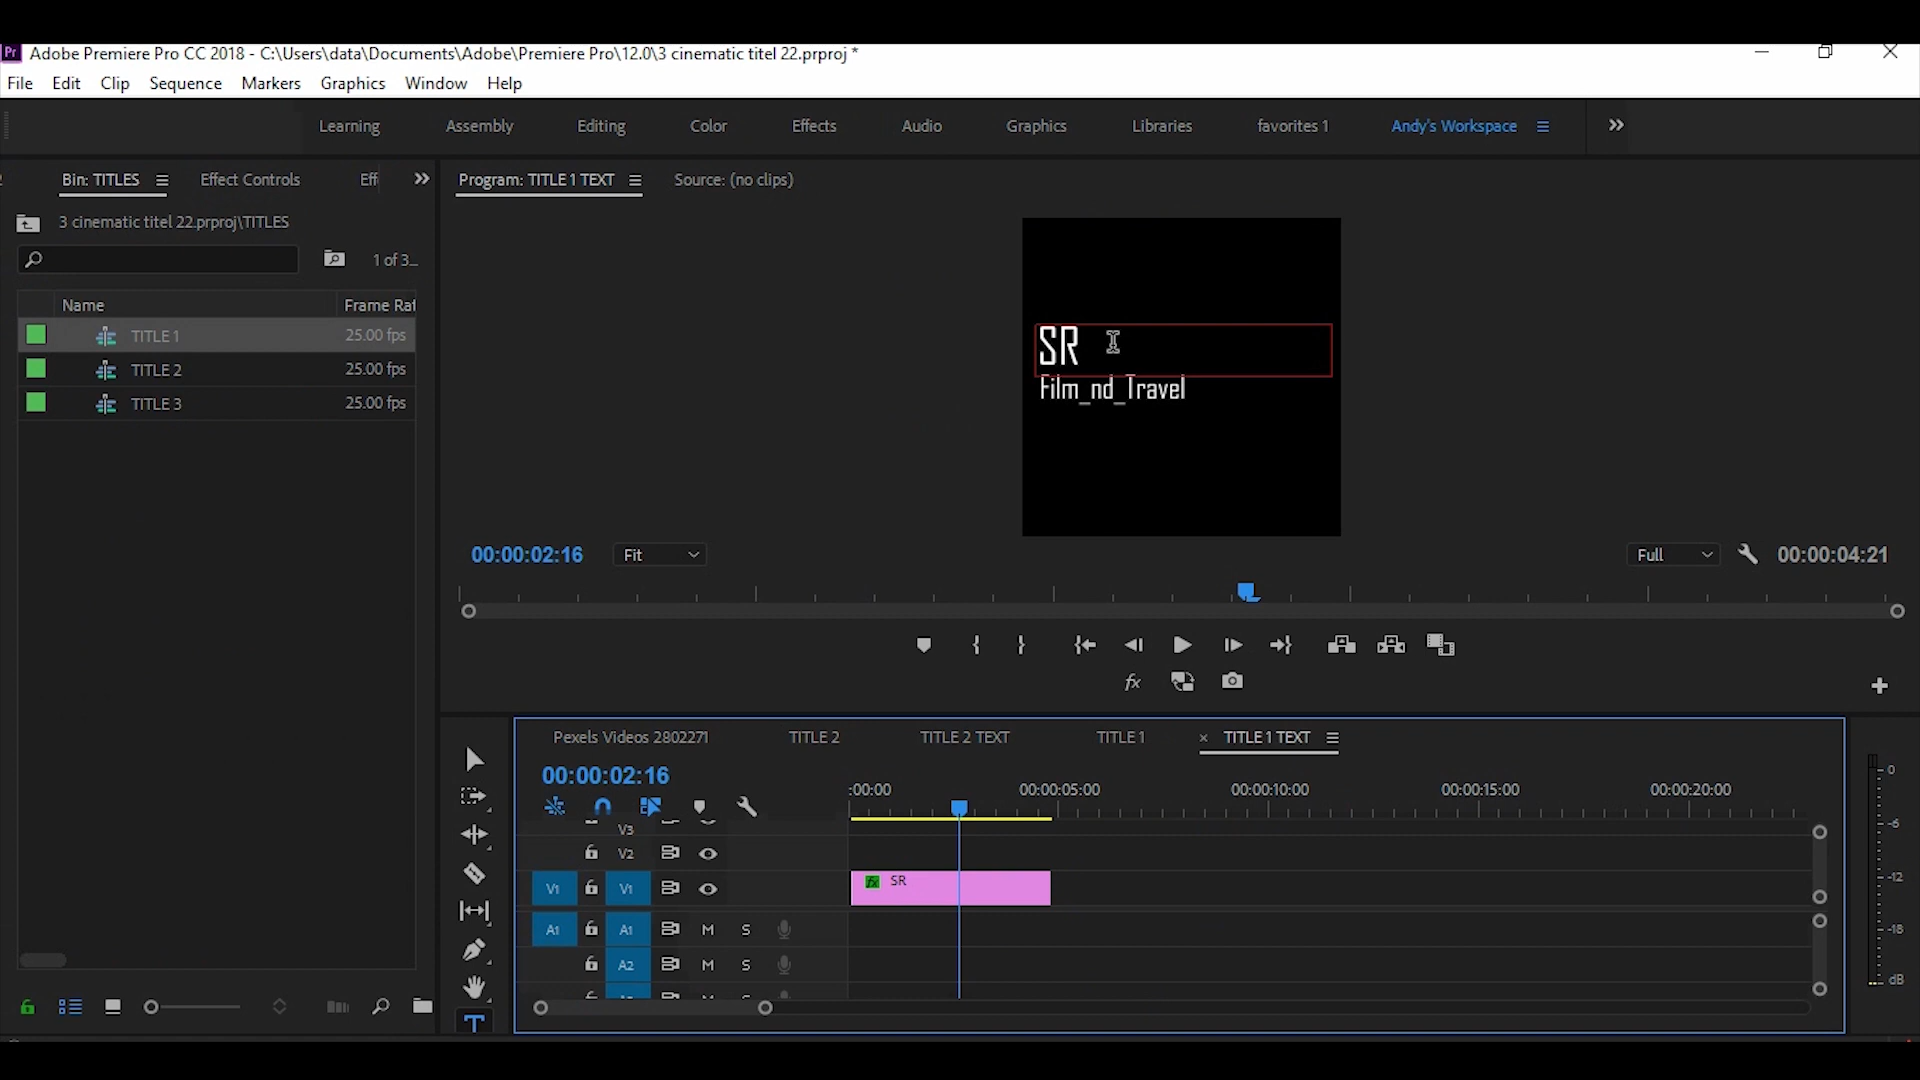 Pr Adobe Premiere Pro CC 2018 - C:\Users\data\Documents\Adobe\Premiere Pro\12.0\3 cinematic titel 22.prproj *
File Edit Clip Sequence Markers Graphics Window Help
Learning Assembly Editing Color Effects Audio Graphics Libraries favorites 1 Andy's Workspace
Bin: TITLES Effect Controls Eff
Program: TITLE 1 TEXT Source: (no clips)
3 cinematic titel 22.prproj\TITLES
1 of 3...
Name Frame Rat
TITLE 1 25.00 fps
TITLE 2 25.00 fps
TITLE 3 25.00 fps
SR
Film_nd_Travel
00:00:02:16 Fit Full 00:00:04:21
fx
Pexels Videos 2802271 TITLE 2 TITLE 2 TEXT TITLE 1 × TITLE 1 TEXT
00:00:02:16
:00:00 00:00:05:00 00:00:10:00 00:00:15:00 00:00:20:00
V3
V2
V1 V1 fx SR
A1 A1 M S
A2 M S
0
-6
-12
-18
dB